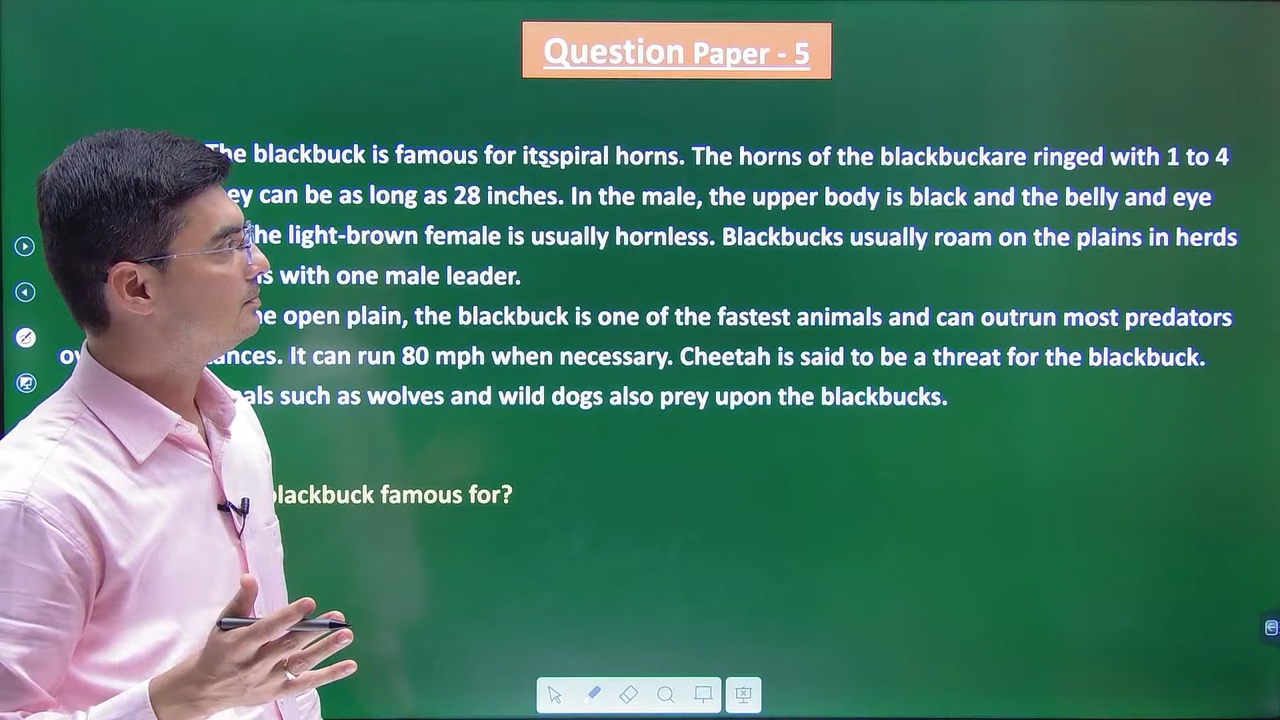 Question Paper - 5
The blackbuck is famous for itsspiral horns. The horns of the blackbuckare ringed with 1 to 4
can be as long as 28 inches. In the male, the upper body is black and the belly and eye
light-brown female is usually hornless. Blackbucks usually roam on the plains in herds
with one male leader.
open plain, the blackbuck is one of the fastest animals and can outrun most predators
It can run 80 mph when necessary. Cheetah is said to be a threat for the blackbuck.
such as wolves and wild dogs also prey upon the blackbucks.
blackbuck famous for?